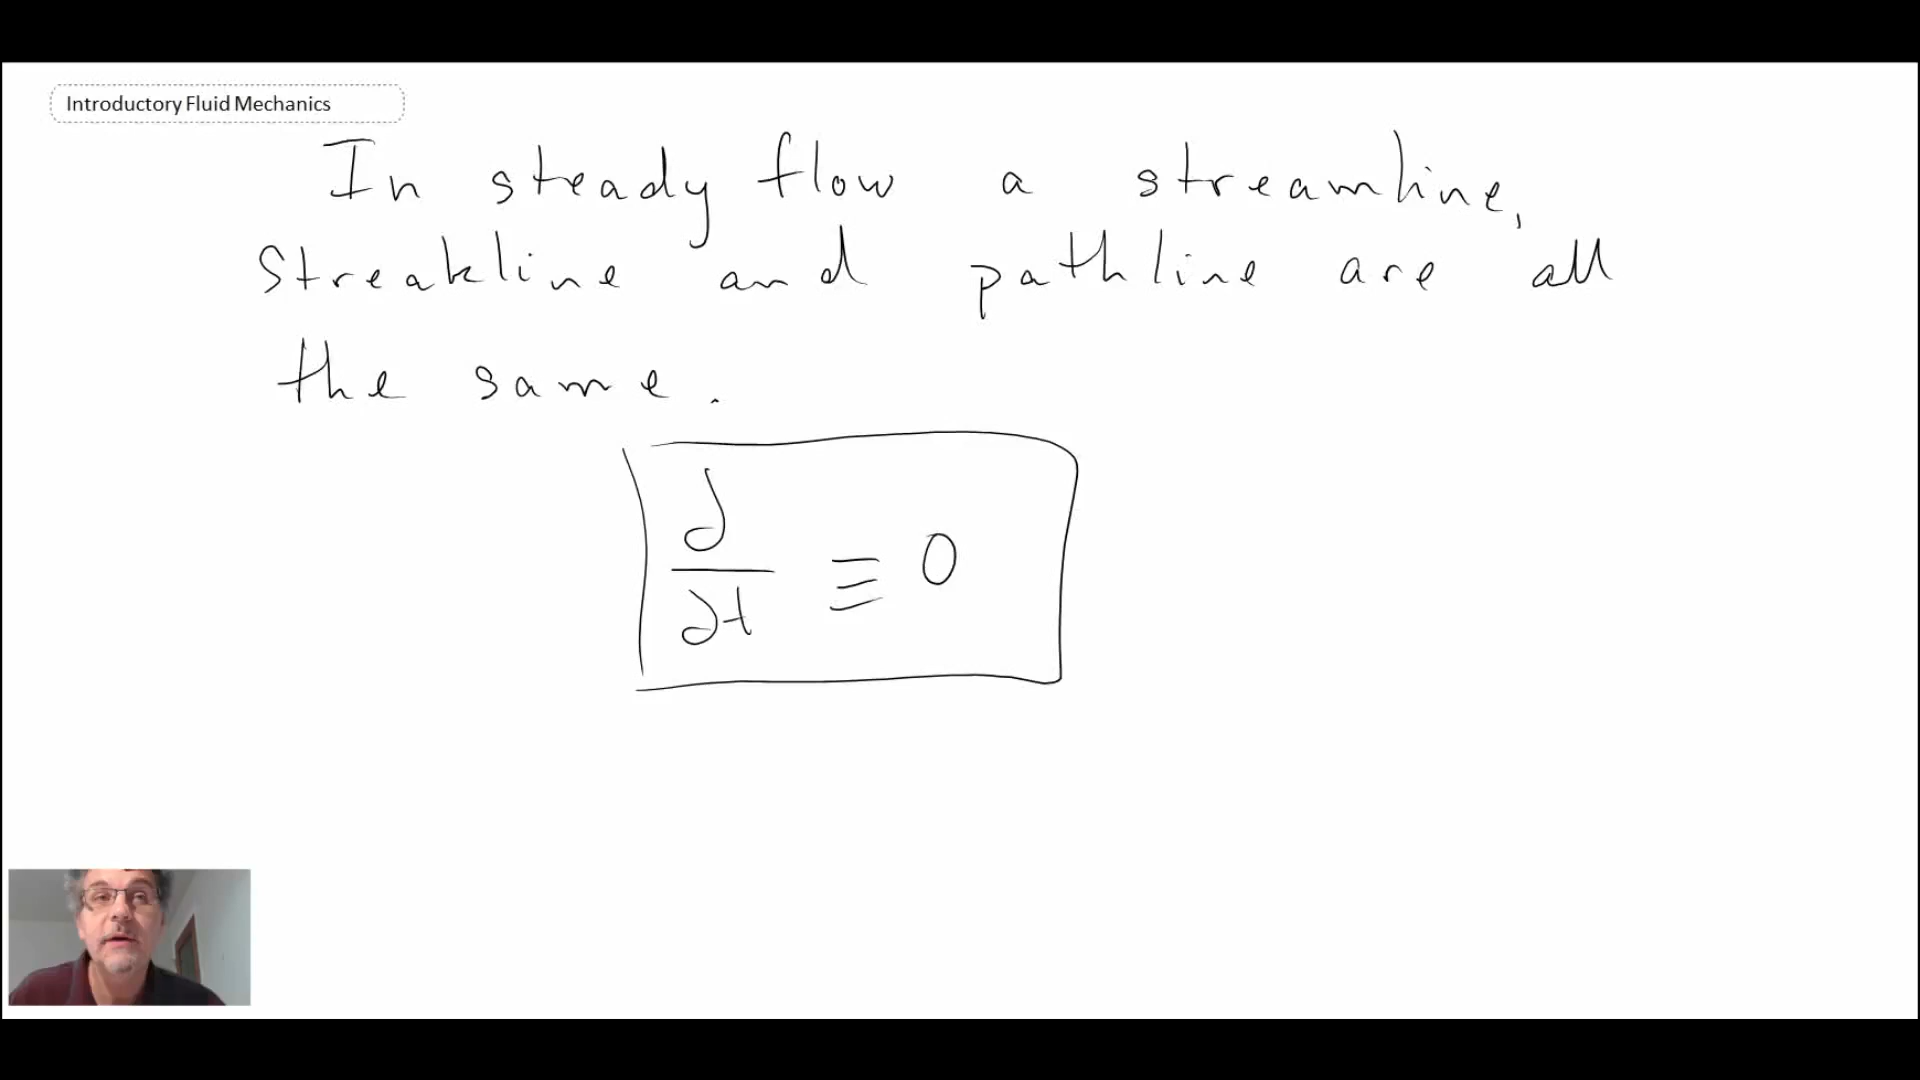 Introductory Fluid Mechanics
In steady flow a streamline,
Streakline and pathline are all
the same.
∂
∂t ≡ 0